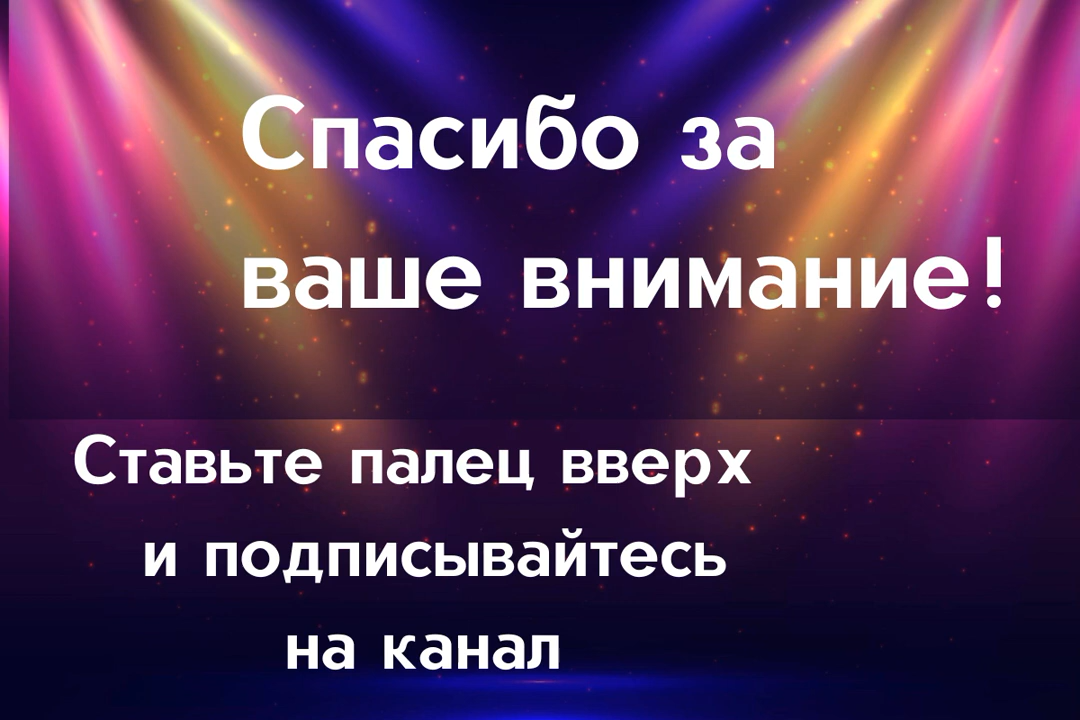 Спасибо за
ваше внимание!
Ставьте палец вверх
и подписывайтесь
на канал